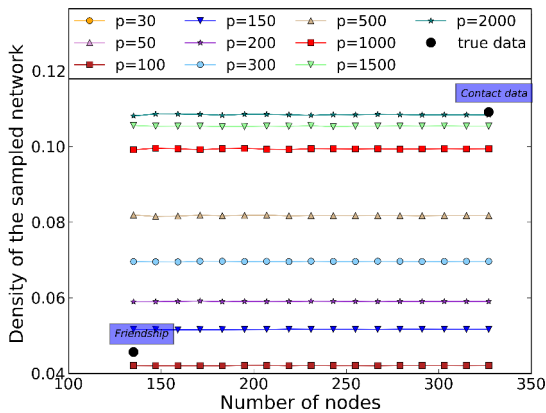 p=30 p=150 p=500 p=2000
p=50 p=200 p=1000 true data
p=100 p=300 p=1500
Density of the sampled network
0.12
0.10
0.08
0.06
0.04
Contact data
Friendship
100 150 200 250 300 350
Number of nodes